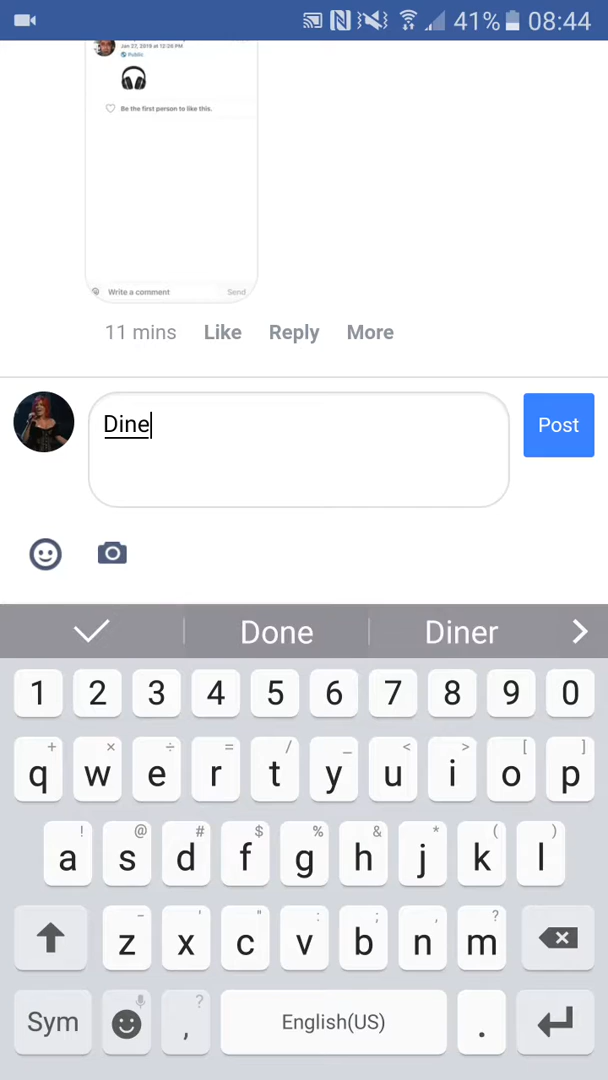 41% 08:44
Jan 27, 2019 at 12:26 PM
Public
Be the first person to like this.
Write a comment Send
11 mins Like Reply More
Dine
Post
Done Diner
1 2 3 4 5 6 7 8 9 0
+ × ÷ = / _ < > [ ]
q w e r t y u i o p
! @ # $ % & * ( )
a s d f g h j k l
- ' " : ; , ?
z x c v b n m
?
Sym , English(US) .